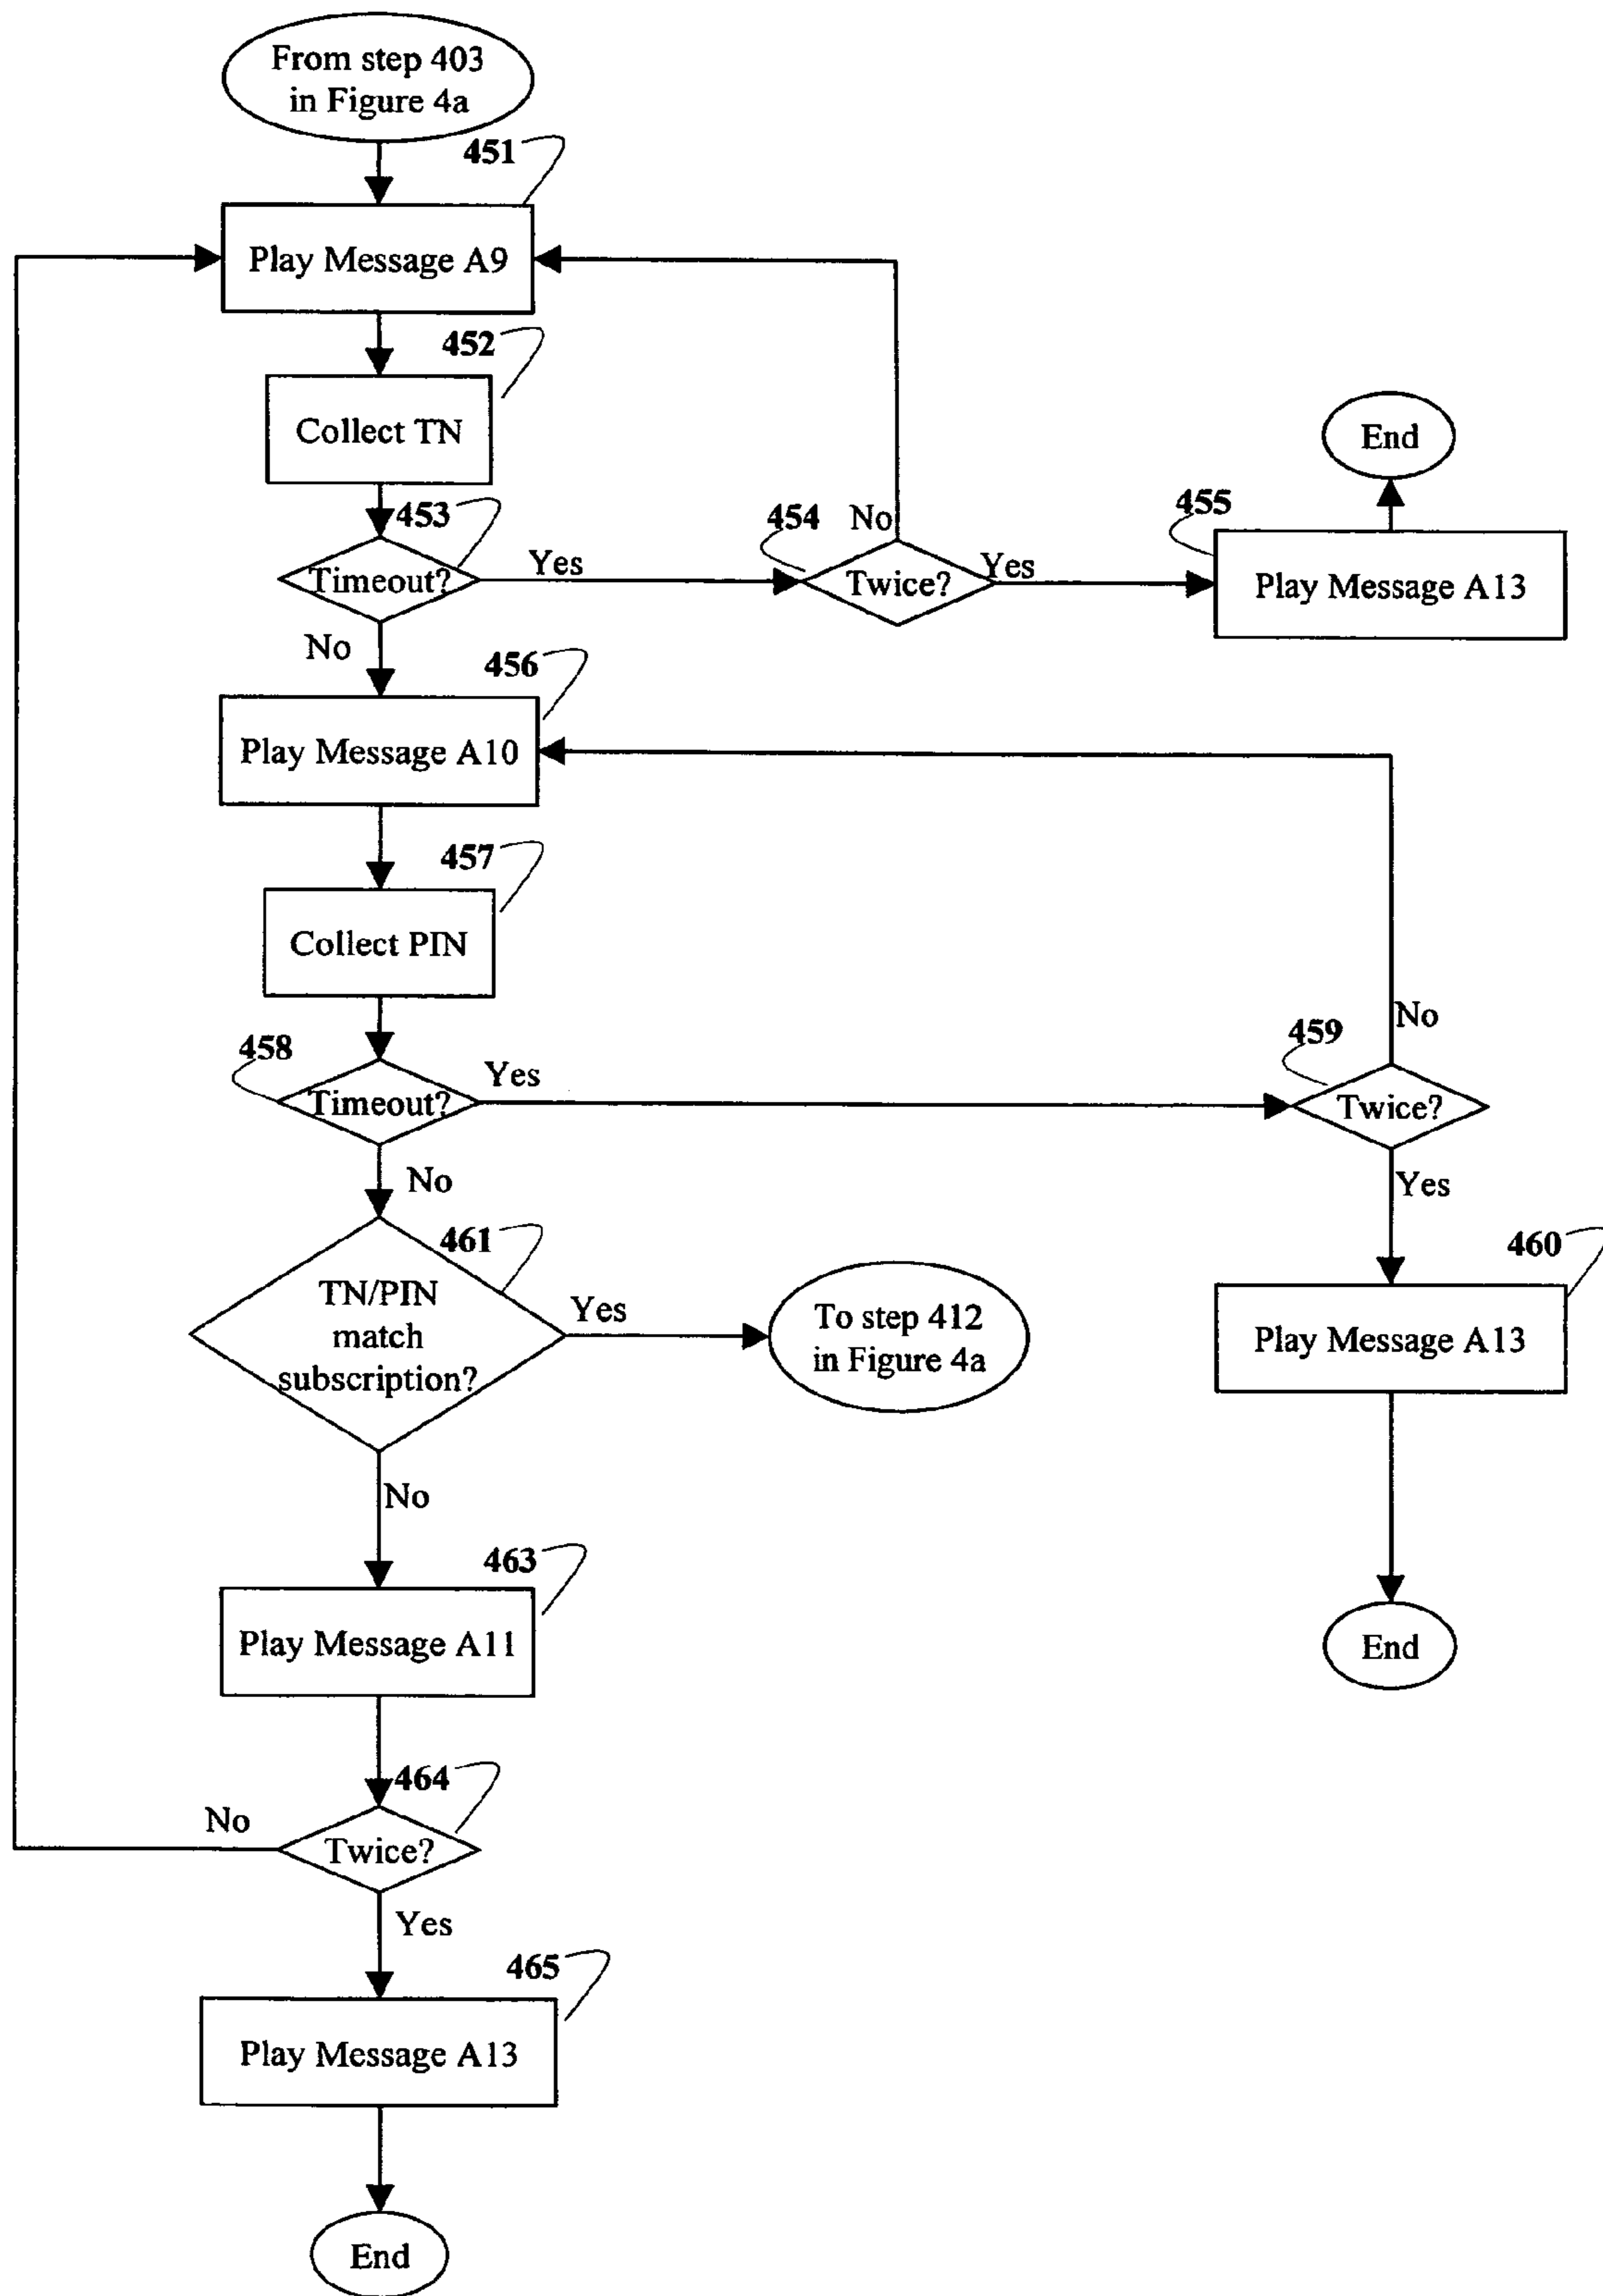 From step 403
in Figure 4a
451
Play Message A9
452
Collect TN
453
Timeout?
Yes
454
No
Twice?
Yes
455
Play Message A13
End
No
456
Play Message A10
457
Collect PIN
458
Timeout?
Yes
459
No
Twice?
Yes
460
Play Message A13
End
No
461
TN/PIN
match
subscription?
Yes
To step 412
in Figure 4a
No
463
Play Message A11
464
No
Twice?
Yes
465
Play Message A13
End